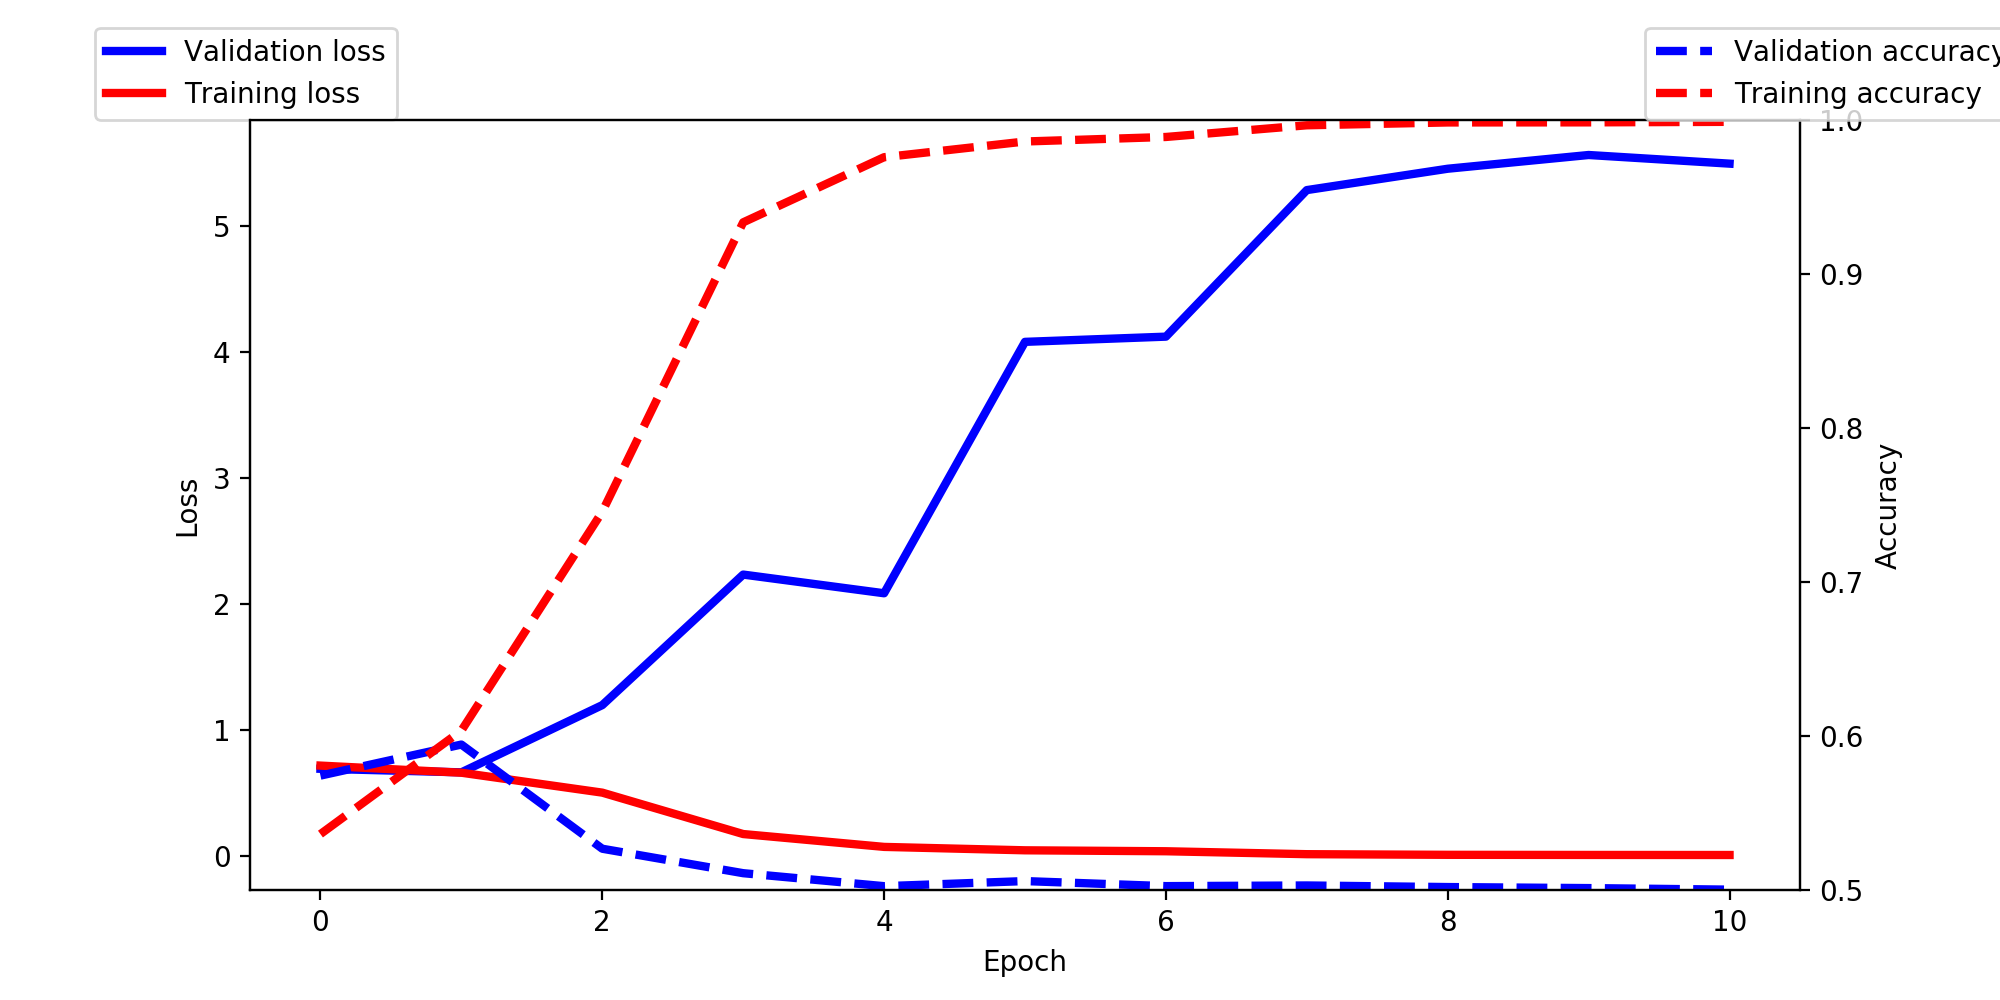 Validation loss
Training loss
Validation accuracy
Training accuracy
1.0
5
0.9
4
0.8
3
0.7
2
0.6
1
0
0.5
Loss
Accuracy
0 2 4 6 8 10
Epoch